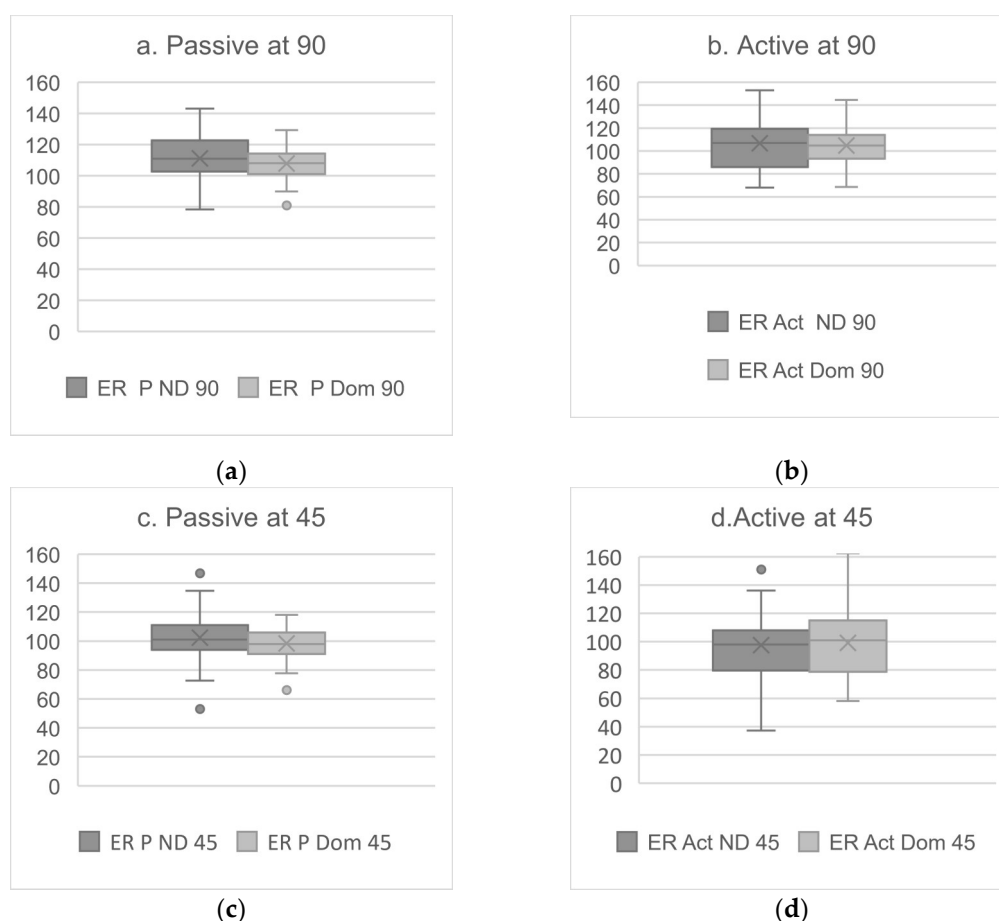 a. Passive at 90
160
140
120
100
80
60
40
20
0
ER P ND 90 ER P Dom 90
(a)
b. Active at 90
160
140
120
100
80
60
40
20
0
ER Act ND 90
ER Act Dom 90
(b)
c. Passive at 45
160
140
120
100
80
60
40
20
0
ER P ND 45 ER P Dom 45
(c)
d.Active at 45
160
140
120
100
80
60
40
20
0
ER Act ND 45 ER Act Dom 45
(d)